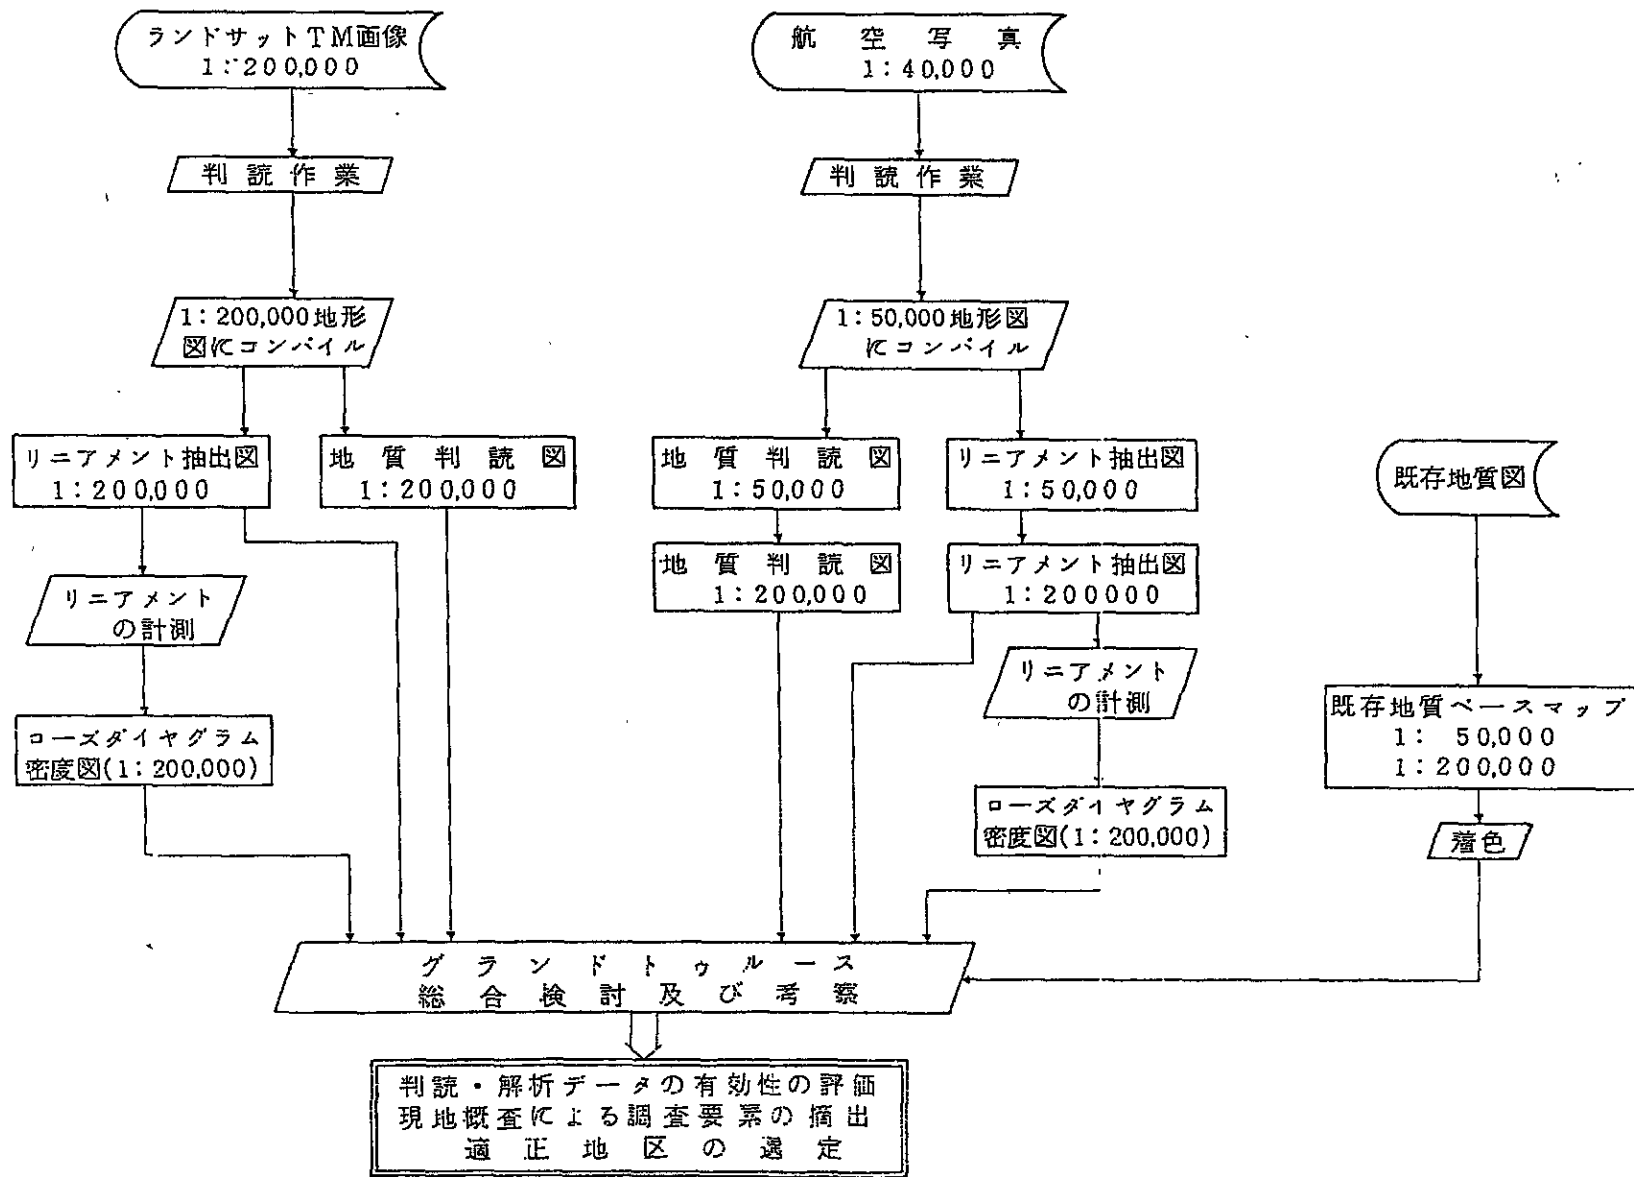 ランドサットTM画像
1:200,000
航空写真
1:40,000
判読作業
判読作業
1:200,000地形
図にコンパイル
1:50,000地形図
にコンパイル
リニアメント抽出図
1:200,000
地質判読図
1:200,000
地質判読図
1:50,000
リニアメント抽出図
1:50,000
既存地質図
地質判読図
1:200,000
リニアメント抽出図
1:200000
リニアメント
の計測
リニアメント
の計測
既存地質ベースマップ
1: 50,000
1:200,000
ローズダイヤグラム
密度図(1:200,000)
ローズダイヤグラム
密度図(1:200,000)
着色
グランドトゥルース
総合検討及び考察
判読・解析データの有効性の評価
現地概査による調査要素の摘出
適正地区の選定